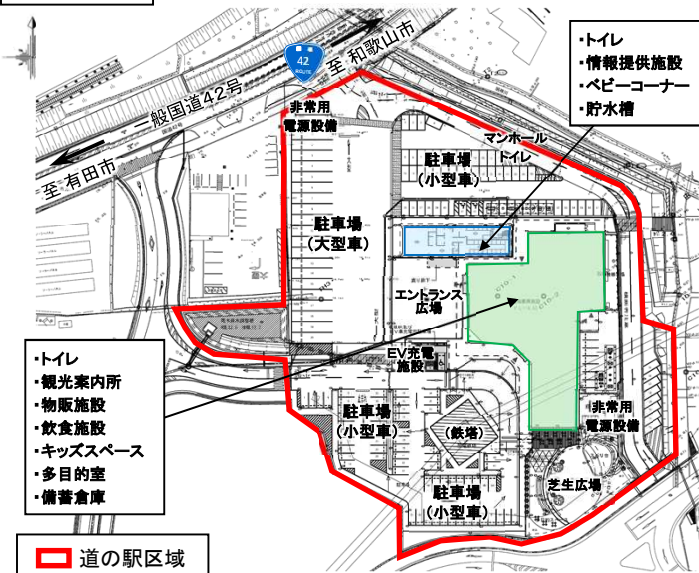 国道
42
ROUTE
至 和歌山市
一般国道42号
至 有田市
・トイレ
・情報提供施設
・ベビーコーナー
・貯水槽
非常用
電源設備
マンホール
トイレ
駐車場
(小型車)
駐車場
(大型車)
エントランス
広場
EV充電
施設
・トイレ
・観光案内所
・物販施設
・飲食施設
・キッズスペース
・多目的室
・備蓄倉庫
駐車場
(小型車)
(鉄塔)
非常用
電源設備
駐車場
(小型車)
芝生広場
道の駅区域